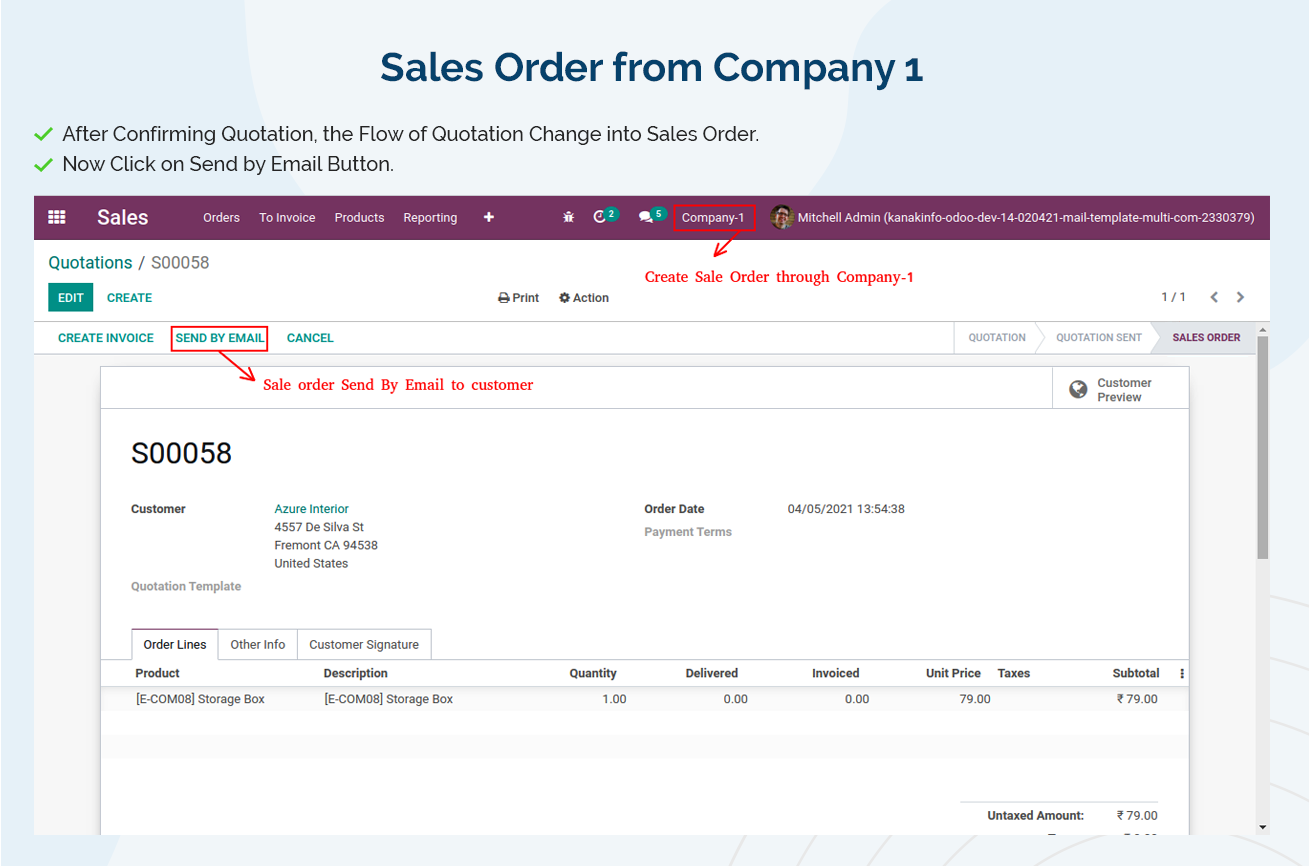 Sales Order from Company 1
After Confirming Quotation, the Flow of Quotation Change into Sales Order.
Now Click on Send by Email Button.
Sales Orders To Invoice Products Reporting + 2 5 Company-1 Mitchell Admin (kanakinfo-odoo-dev-14-020421-mail-template-multi-com-2330379)
Quotations / S00058
Create Sale Order through Company-1
EDIT CREATE Print Action 1 / 1
CREATE INVOICE SEND BY EMAIL CANCEL QUOTATION QUOTATION SENT SALES ORDER
Sale order Send By Email to customer
Customer
Preview
S00058
Customer Azure Interior Order Date 04/05/2021 13:54:38
4557 De Silva St Payment Terms
Fremont CA 94538
United States
Quotation Template
Order Lines Other Info Customer Signature
Product Description Quantity Delivered Invoiced Unit Price Taxes Subtotal
[E-COM08] Storage Box [E-COM08] Storage Box 1.00 0.00 0.00 79.00 ₹ 79.00
Untaxed Amount: ₹ 79.00